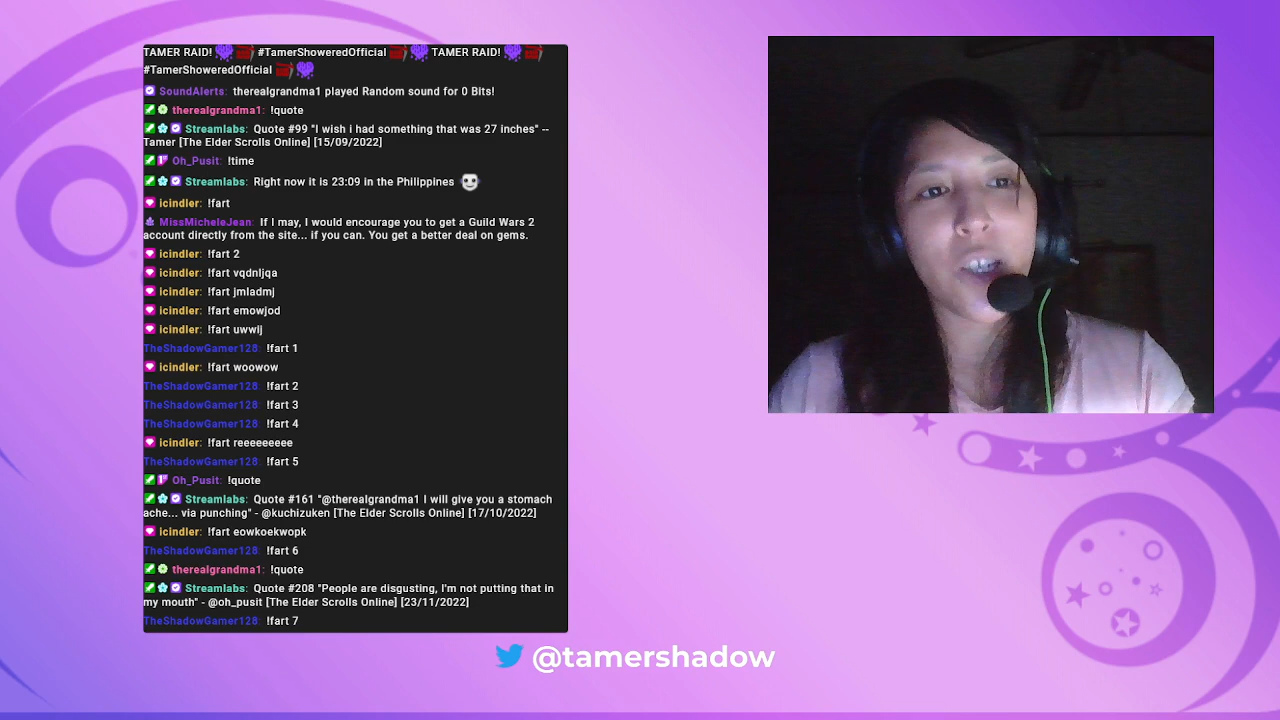 TAMER RAID! #TamerShoweredOfficial TAMER RAID!
#TamerShoweredOfficial
SoundAlerts: therealgrandma1 played Random sound for 0 Bits!
therealgrandma1: !quote
Streamlabs: Quote #99 "I wish i had something that was 27 inches" --
Tamer [The Elder Scrolls Online] [15/09/2022]
Oh_Pusit: !time
Streamlabs: Right now it is 23:09 in the Philippines
icindler: !fart
MissMicheleJean: If I may, I would encourage you to get a Guild Wars 2
account directly from the site... if you can. You get a better deal on gems.
icindler: !fart 2
icindler: !fart vqdnljqa
icindler: !fart jmladmj
icindler: !fart emowjod
icindler: !fart uwwij
TheShadowGamer128: !fart 1
icindler: !fart woowow
TheShadowGamer128: !fart 2
TheShadowGamer128: !fart 3
TheShadowGamer128: !fart 4
icindler: !fart reeeeeeeee
TheShadowGamer128: !fart 5
Oh_Pusit: !quote
Streamlabs: Quote #161 "@therealgrandma1 I will give you a stomach
ache... via punching" - @kuchizuken [The Elder Scrolls Online] [17/10/2022]
icindler: !fart eowkoekwopk
TheShadowGamer128: !fart 6
therealgrandma1: !quote
Streamlabs: Quote #208 "People are disgusting, I'm not putting that in
my mouth" - @oh_pusit [The Elder Scrolls Online] [23/11/2022]
TheShadowGamer128: !fart 7
@tamershadow